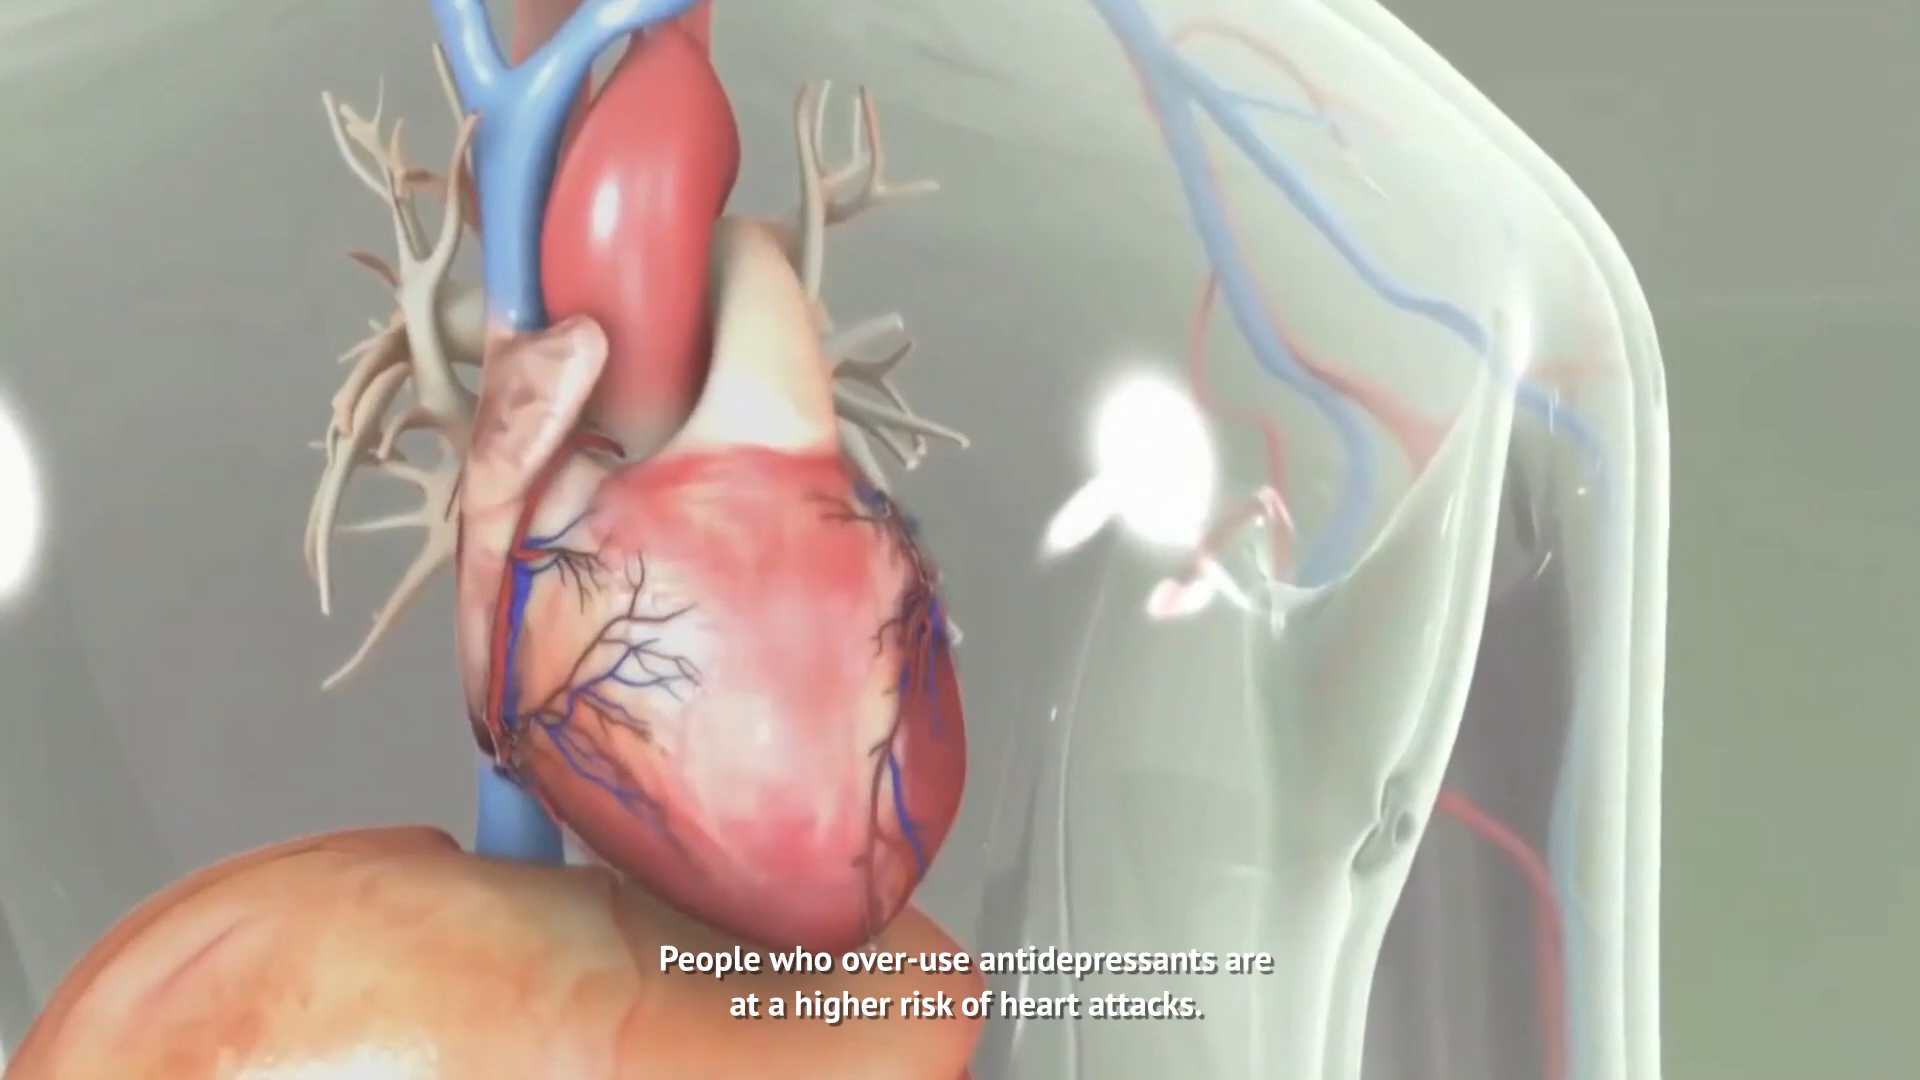 People who over-use antidepressants are
at a higher risk of heart attacks.